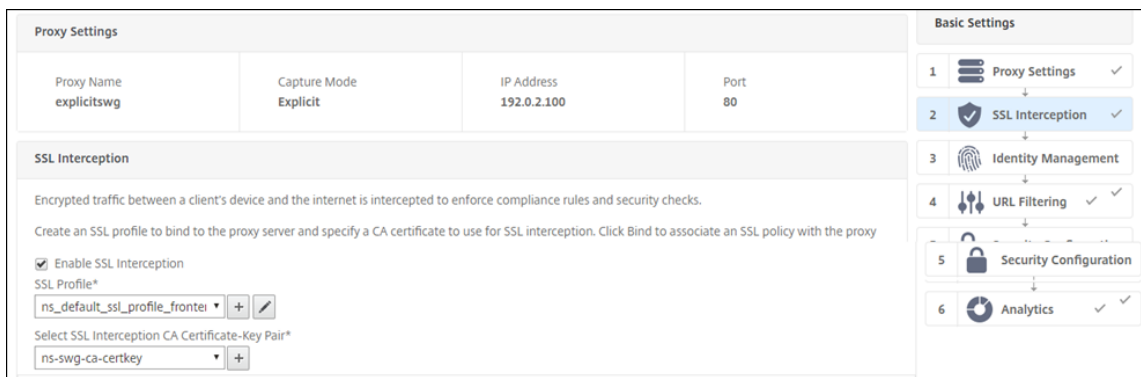 Proxy Settings
Proxy Name
explicitswg
Capture Mode
Explicit
IP Address
192.0.2.100
Port
80
SSL Interception
Encrypted traffic between a client's device and the internet is intercepted to enforce compliance rules and security checks.
Create an SSL profile to bind to the proxy server and specify a CA certificate to use for SSL interception. Click Bind to associate an SSL policy with the proxy
Enable SSL Interception
SSL Profile*
ns_default_ssl_profile_fronte
Select SSL Interception CA Certificate-Key Pair*
ns-swg-ca-certkey
Basic Settings
1 Proxy Settings
2 SSL Interception
3 Identity Management
4 URL Filtering
5 Security Configuration
6 Analytics